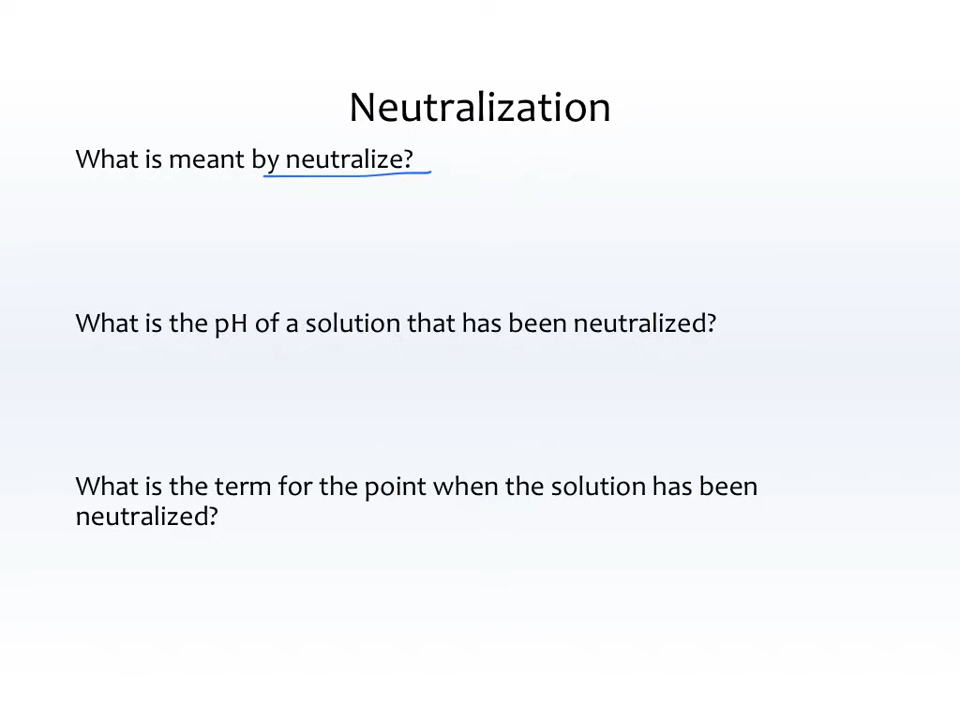 Neutralization
What is meant by neutralize?
What is the pH of a solution that has been neutralized?
What is the term for the point when the solution has been
neutralized?